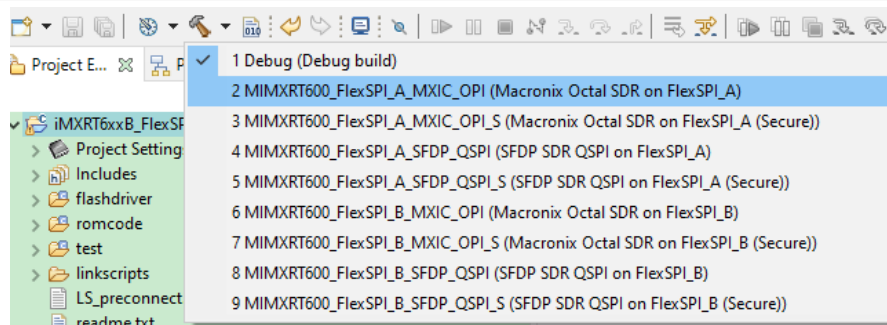 010
Project E...
P
1 Debug (Debug build)
2 MIMXRT600_FlexSPI_A_MXIC_OPI (Macronix Octal SDR on FlexSPI_A)
iMXRT6xxB_FlexSP
3 MIMXRT600_FlexSPI_A_MXIC_OPI_S (Macronix Octal SDR on FlexSPI_A (Secure))
Project Setting
4 MIMXRT600_FlexSPI_A_SFDP_QSPI (SFDP SDR QSPI on FlexSPI_A)
Includes
5 MIMXRT600_FlexSPI_A_SFDP_QSPI_S (SFDP SDR QSPI on FlexSPI_A (Secure))
flashdriver
6 MIMXRT600_FlexSPI_B_MXIC_OPI (Macronix Octal SDR on FlexSPI_B)
romcode
7 MIMXRT600_FlexSPI_B_MXIC_OPI_S (Macronix Octal SDR on FlexSPI_B (Secure))
test
8 MIMXRT600_FlexSPI_B_SFDP_QSPI (SFDP SDR QSPI on FlexSPI_B)
linkscripts
9 MIMXRT600_FlexSPI_B_SFDP_QSPI_S (SFDP SDR QSPI on FlexSPI_B (Secure))
LS_preconnect
readme.txt